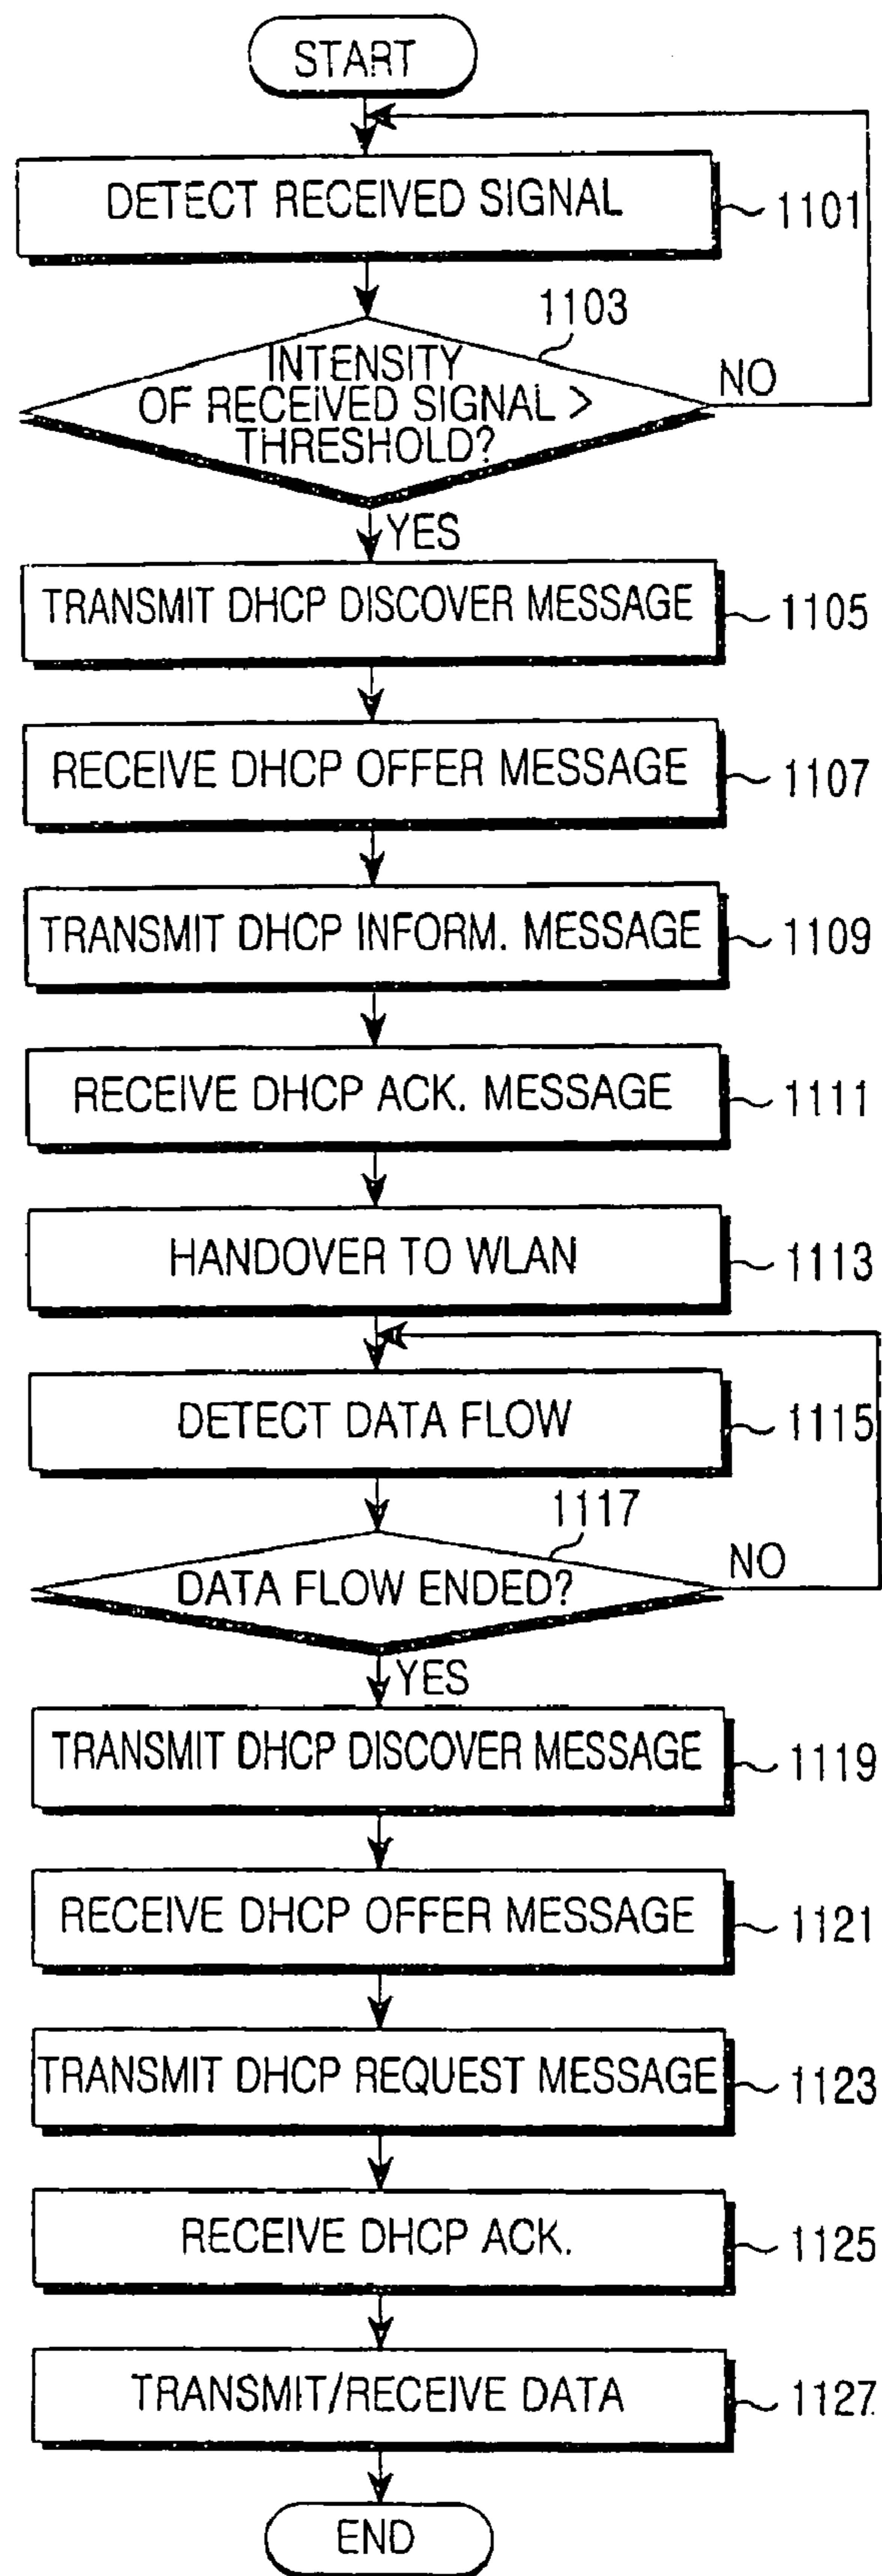 START
DETECT RECEIVED SIGNAL
1101
1103
INTENSITY
OF RECEIVED SIGNAL >
THRESHOLD?
NO
YES
TRANSMIT DHCP DISCOVER MESSAGE
1105
RECEIVE DHCP OFFER MESSAGE
1107
TRANSMIT DHCP INFORM. MESSAGE
1109
RECEIVE DHCP ACK. MESSAGE
1111
HANDOVER TO WLAN
1113
DETECT DATA FLOW
1115
1117
DATA FLOW ENDED?
NO
YES
TRANSMIT DHCP DISCOVER MESSAGE
1119
RECEIVE DHCP OFFER MESSAGE
1121
TRANSMIT DHCP REQUEST MESSAGE
1123
RECEIVE DHCP ACK.
1125
TRANSMIT/RECEIVE DATA
1127
END